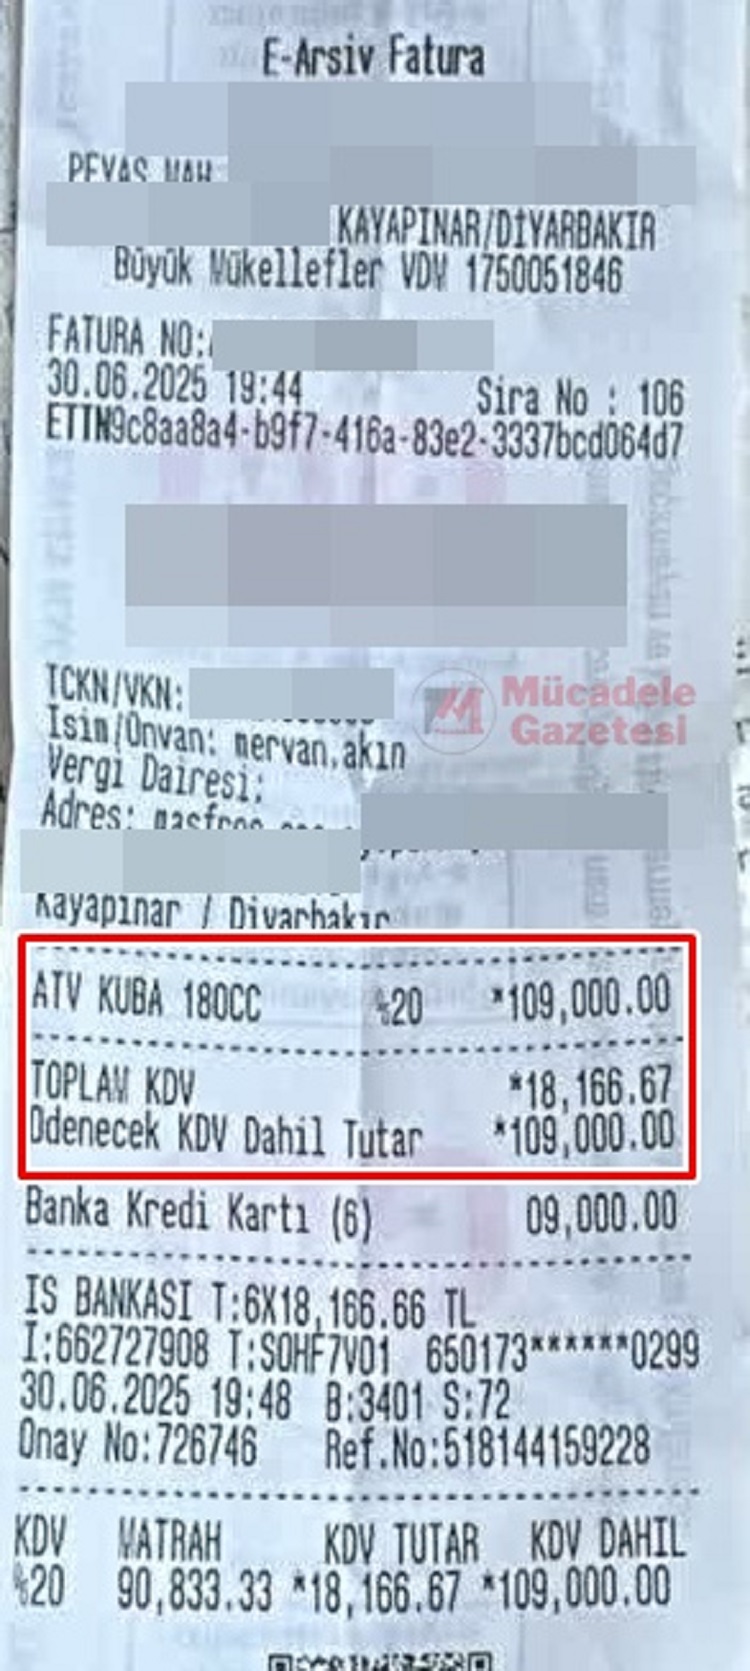 E-Arsiv Fatura
PEYAS MAH
KAYAPINAR/DİYARBAKIR
Büyük Mükellefler VDM 1750051846
FATURA NO:
30.06.2025 19:44 Sira No : 106
ETTN9c8aa8a4-b9f7-416a-83e2-3337bcd064d7
TCKN/VKN:
Mücadele
Gazetesi
Isim/Ünvan: mervan.akın
Vergi Dairesi:
Adres:
Kayapınar / Diyarbakır
ATV KUBA 180CC %20 *109,000.00
TOPLAM KDV *18,166.67
Odenecek KDV Dahil Tutar *109,000.00
Banka Kredi Kartı (6) 09,000.00
IS BANKASI T:6X18,166.66 TL
I:662727908 T:S0HF7V01 650173******0299
30.06.2025 19:48 B:3401 S:72
Onay No:726746 Ref.No:518144159228
KDV MATRAH KDV TUTAR KDV DAHIL
%20 90,833.33 *18,166.67 *109,000.00